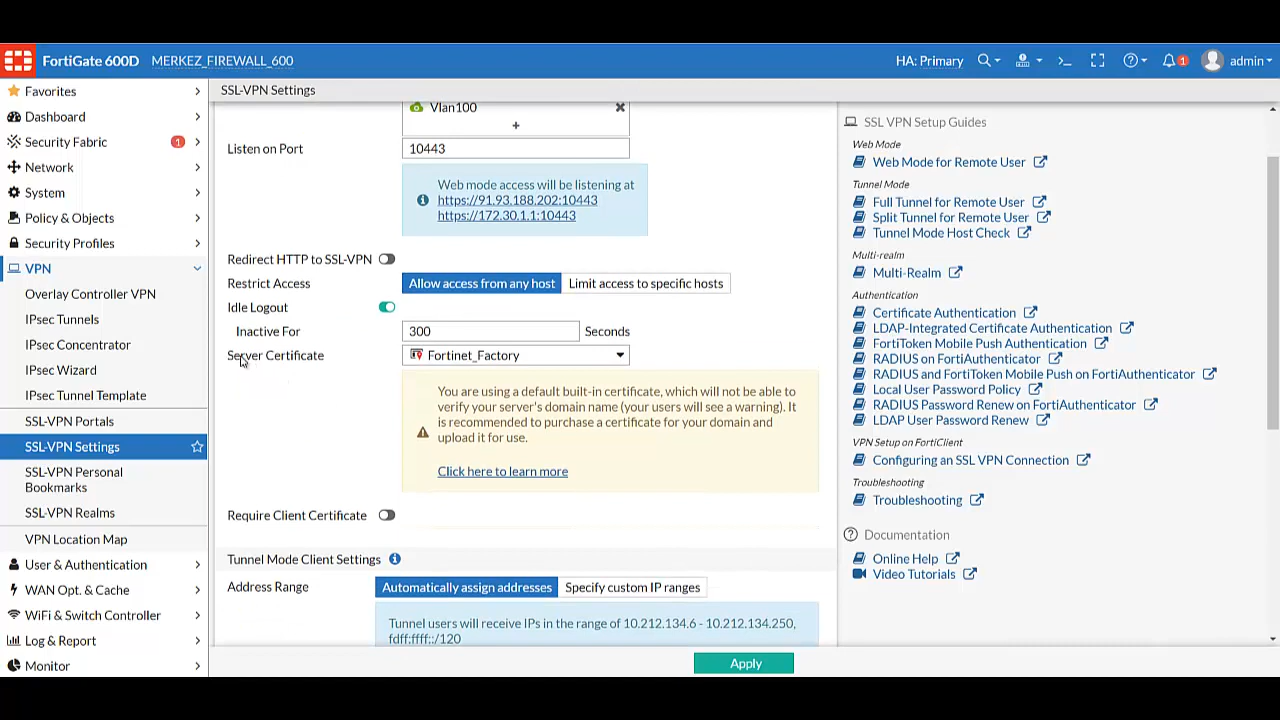 FortiGate 600D
MERKEZ_FIREWALL_600
HA: Primary
1
admin
Favorites
Dashboard
Security Fabric
1
Network
System
Policy & Objects
Security Profiles
VPN
Overlay Controller VPN
IPsec Tunnels
IPsec Concentrator
IPsec Wizard
IPsec Tunnel Template
SSL-VPN Portals
SSL-VPN Settings
SSL-VPN Personal
Bookmarks
SSL-VPN Realms
VPN Location Map
User & Authentication
WAN Opt. & Cache
WiFi & Switch Controller
Log & Report
Monitor
SSL-VPN Settings
Vlan100
+
Listen on Port
10443
Web mode access will be listening at
https://91.93.188.202:10443
https://172.30.1.1:10443
Redirect HTTP to SSL-VPN
Restrict Access
Allow access from any host
Limit access to specific hosts
Idle Logout
Inactive For
300
Seconds
Server Certificate
Fortinet_Factory
You are using a default built-in certificate, which will not be able to
verify your server's domain name (your users will see a warning). It
is recommended to purchase a certificate for your domain and
upload it for use.
Click here to learn more
Require Client Certificate
Tunnel Mode Client Settings
Address Range
Automatically assign addresses
Specify custom IP ranges
Tunnel users will receive IPs in the range of 10.212.134.6 - 10.212.134.250,
fdff:ffff::/120
Apply
SSL VPN Setup Guides
Web Mode
Web Mode for Remote User
Tunnel Mode
Full Tunnel for Remote User
Split Tunnel for Remote User
Tunnel Mode Host Check
Multi-realm
Multi-Realm
Authentication
Certificate Authentication
LDAP-Integrated Certificate Authentication
FortiToken Mobile Push Authentication
RADIUS on FortiAuthenticator
RADIUS and FortiToken Mobile Push on FortiAuthenticator
Local User Password Policy
RADIUS Password Renew on FortiAuthenticator
LDAP User Password Renew
VPN Setup on FortiClient
Configuring an SSL VPN Connection
Troubleshooting
Troubleshooting
Documentation
Online Help
Video Tutorials